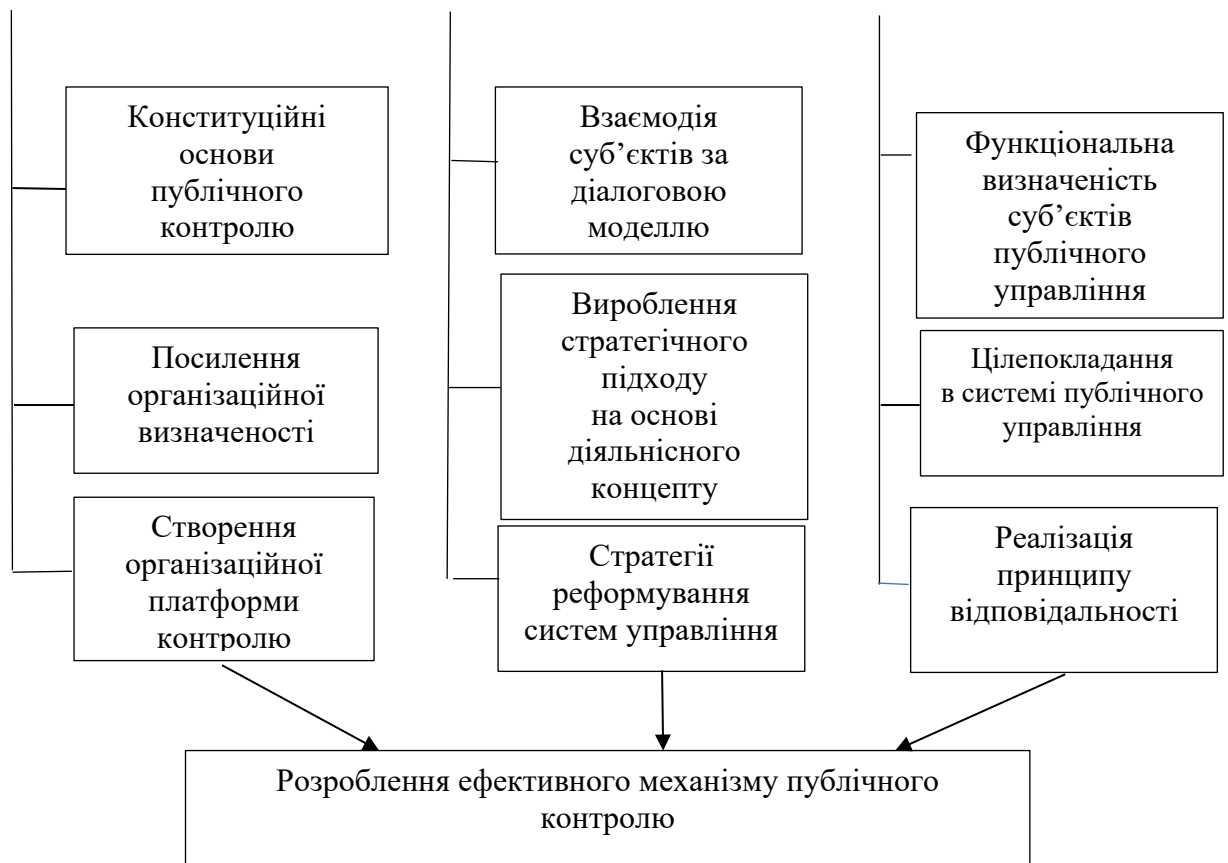 Конституційні
основи
публічного
контролю
Посилення
організаційної
визначеності
Створення
організаційної
платформи
контролю
Взаємодія
суб’єктів за
діалоговою
моделлю
Вироблення
стратегічного
підходу
на основі
діяльнісного
концепту
Стратегії
реформування
систем управління
Функціональна
визначеність
суб’єктів
публічного
управління
Цілепокладання
в системі публічного
управління
Реалізація
принципу
відповідальності
Розроблення ефективного механізму публічного
контролю